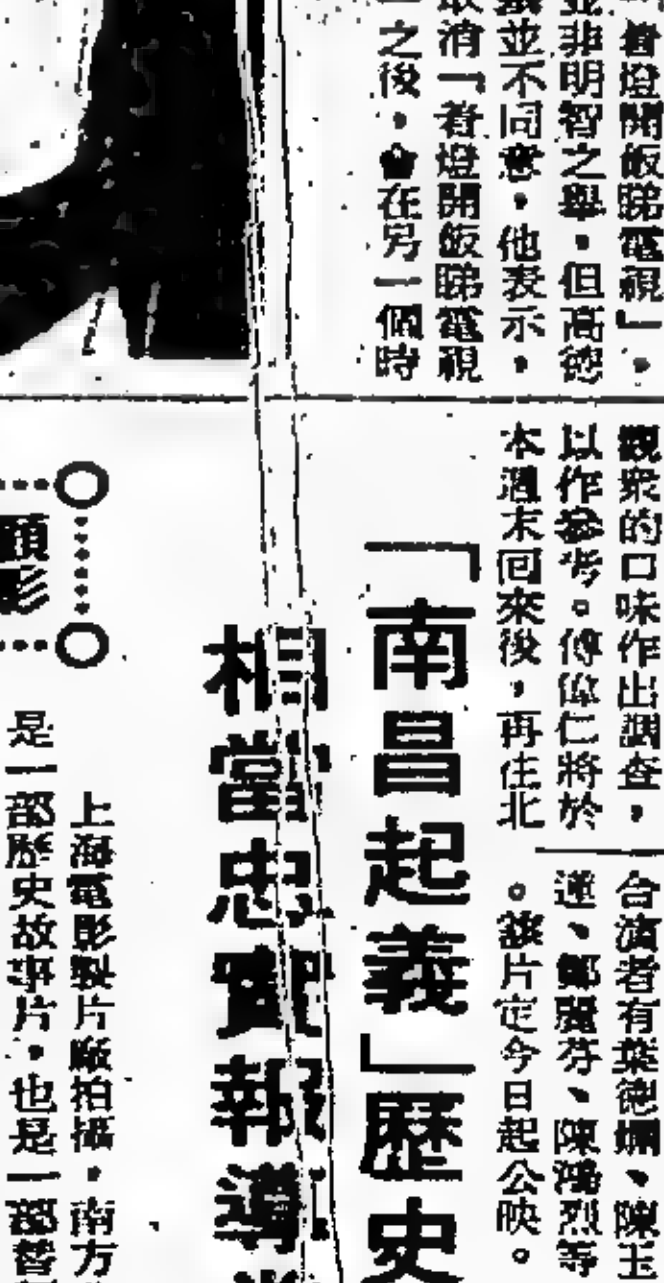 着燈開飯睇電視」，
並非明智之舉，但高德
議並不同意，他表示，
取消「着燈開飯睇電視
」之後，會在另一個時
觀衆的口味作出調查，
以作參考。傅偉仁將於
本週末回來後，再往北
合演者有葉德嫻、陳玉
蓮、鄭麗芬、陳鴻烈等
。該片定今日起公映。
「南昌起義」歷史
相當忠實報導
顧影
上海電影製片廠拍攝，南方
是一部歷史故事片，也是一部